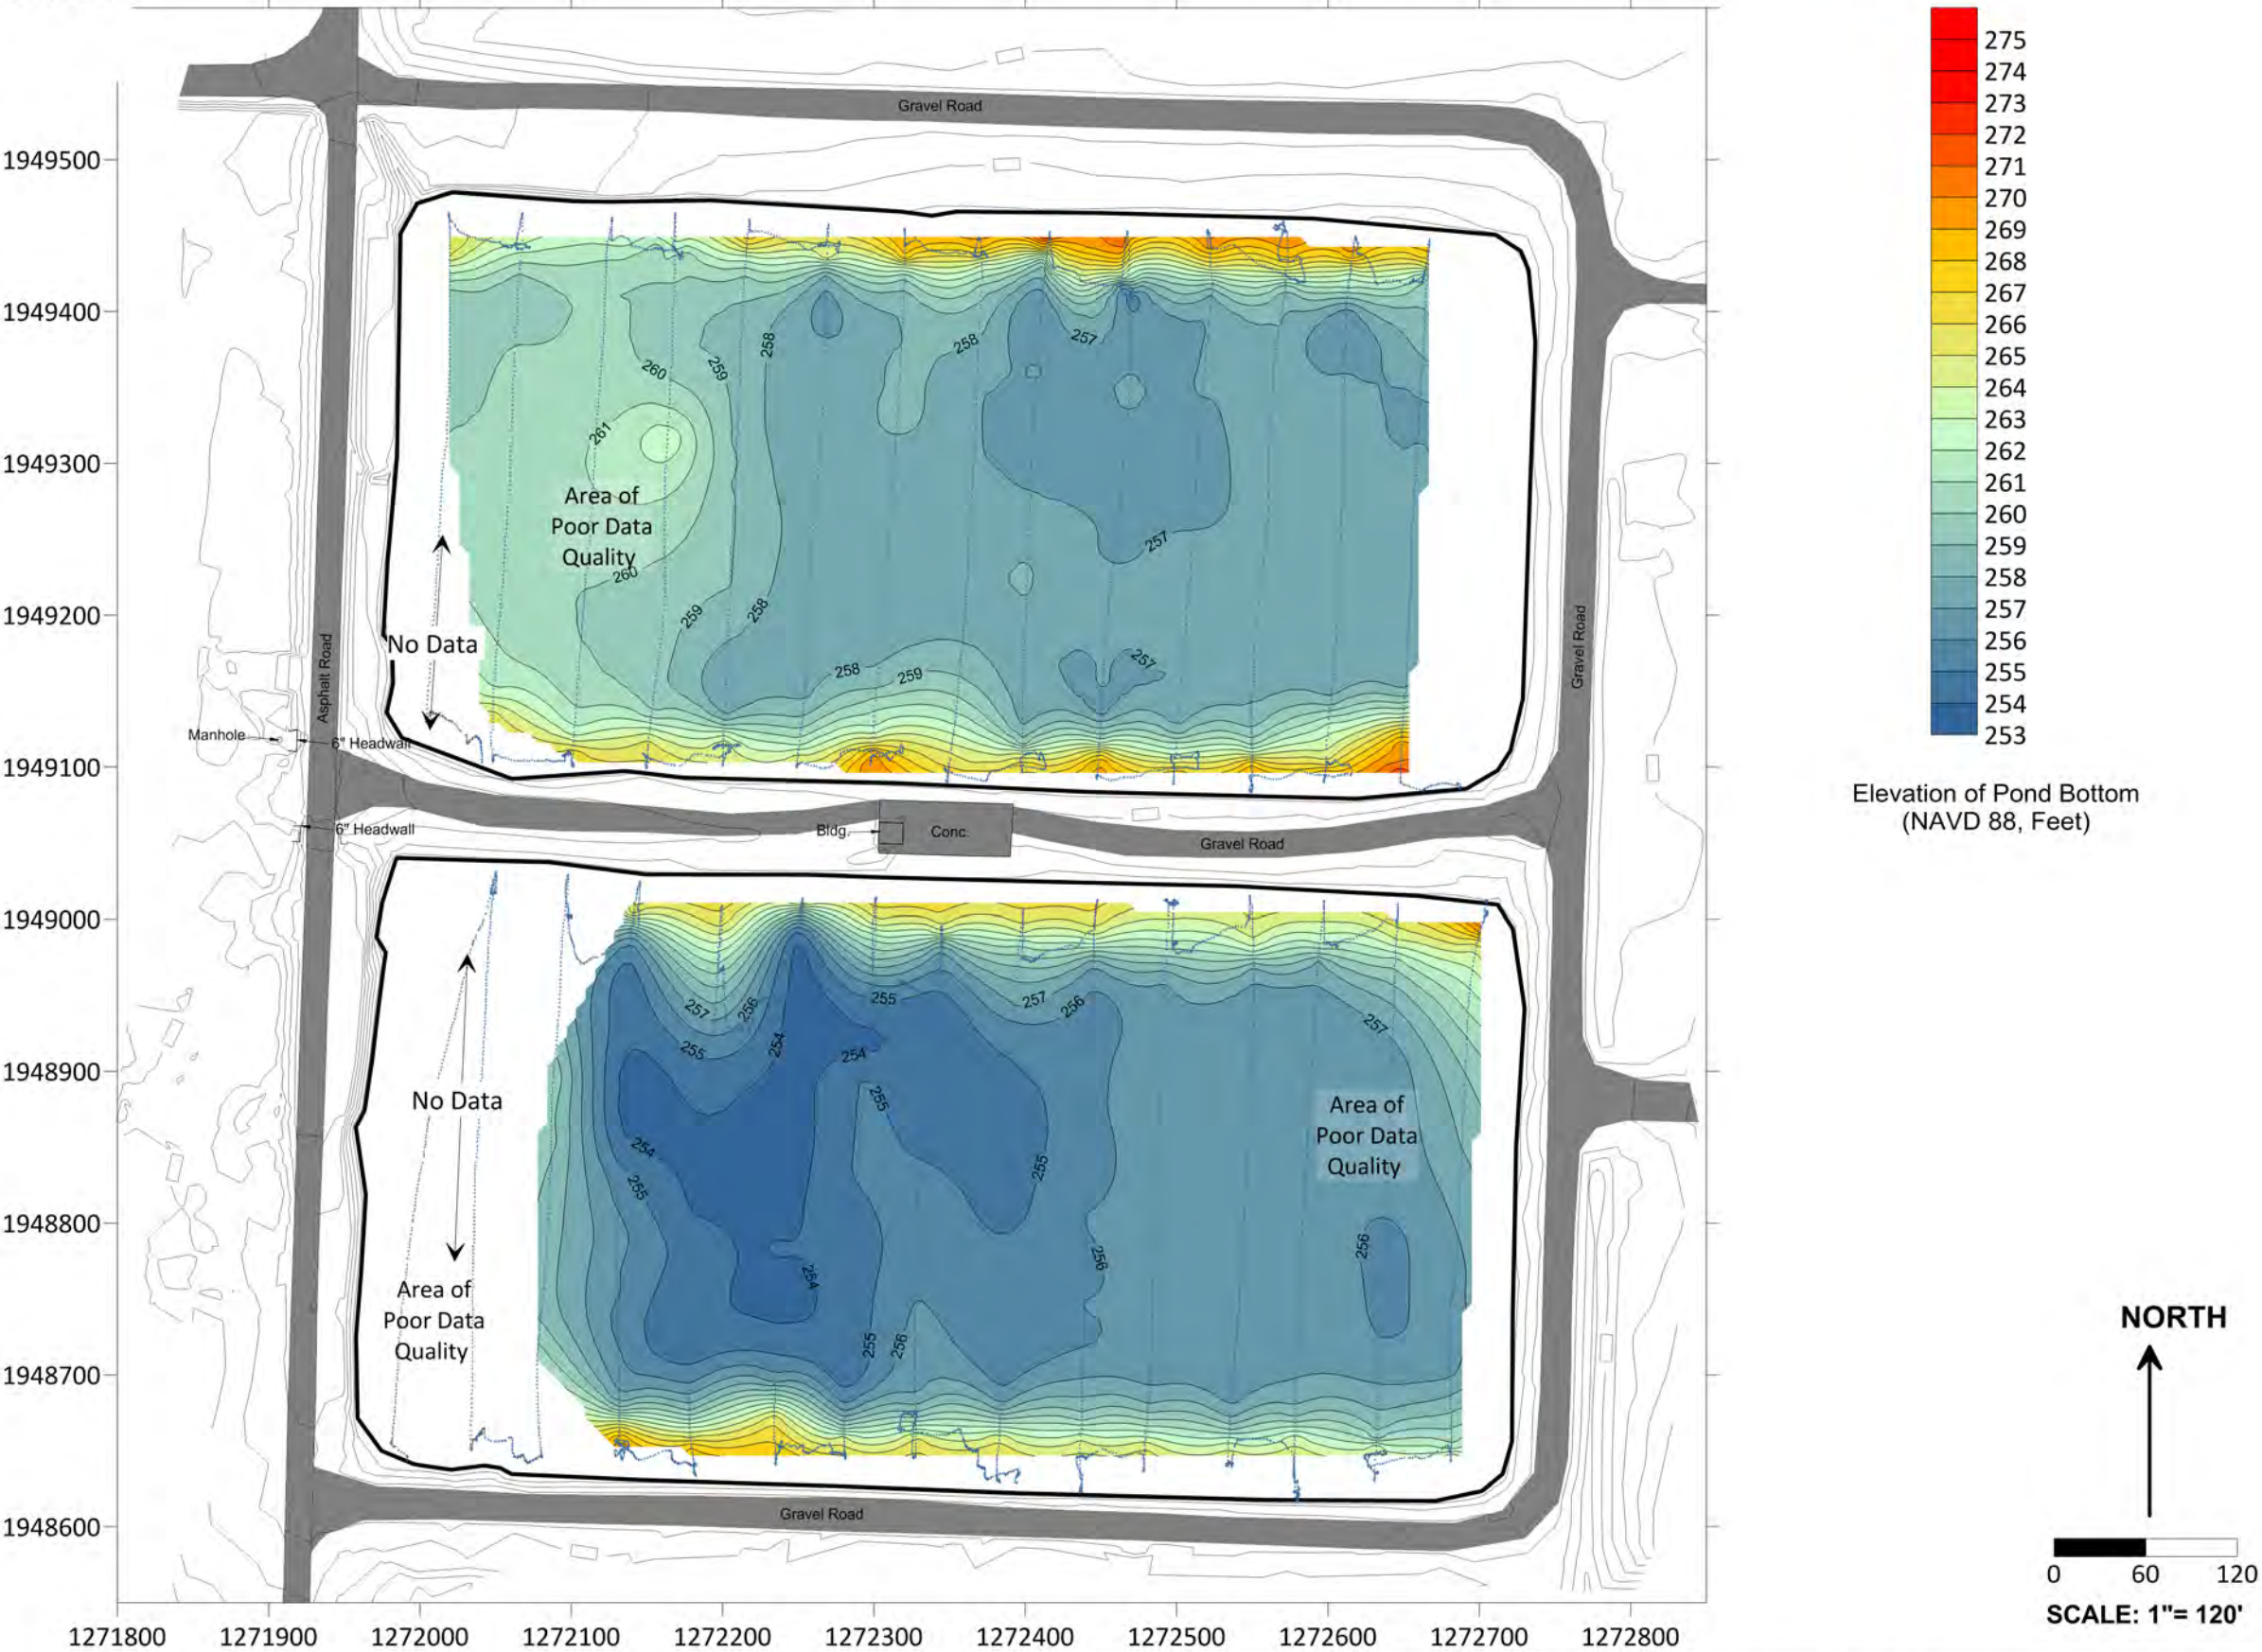 275
274
273
272
271
270
269
268
267
266
265
264
263
262
261
260
259
258
257
256
255
254
253
Elevation of Pond Bottom
(NAVD 88, Feet)
Gravel Road
1949500
1949400
1949300
1949200
1949100
1949000
1948900
1948800
1948700
1948600
258
259
260
258
257
261
Area of
Poor Data
Quality
260
257
259
258
No Data
258
259
257
Asphalt Road
Gravel Road
Manhole
6" Headwall
6" Headwall
Bldg.
Conc.
Gravel Road
257
256
255
257
256
257
255
254
254
255
No Data
Area of
Poor Data
Quality
254
255
255
256
256
254
Area of
Poor Data
Quality
255
256
Gravel Road
NORTH
0 60 120
SCALE: 1"= 120'
1271800 1271900 1272000 1272100 1272200 1272300 1272400 1272500 1272600 1272700 1272800